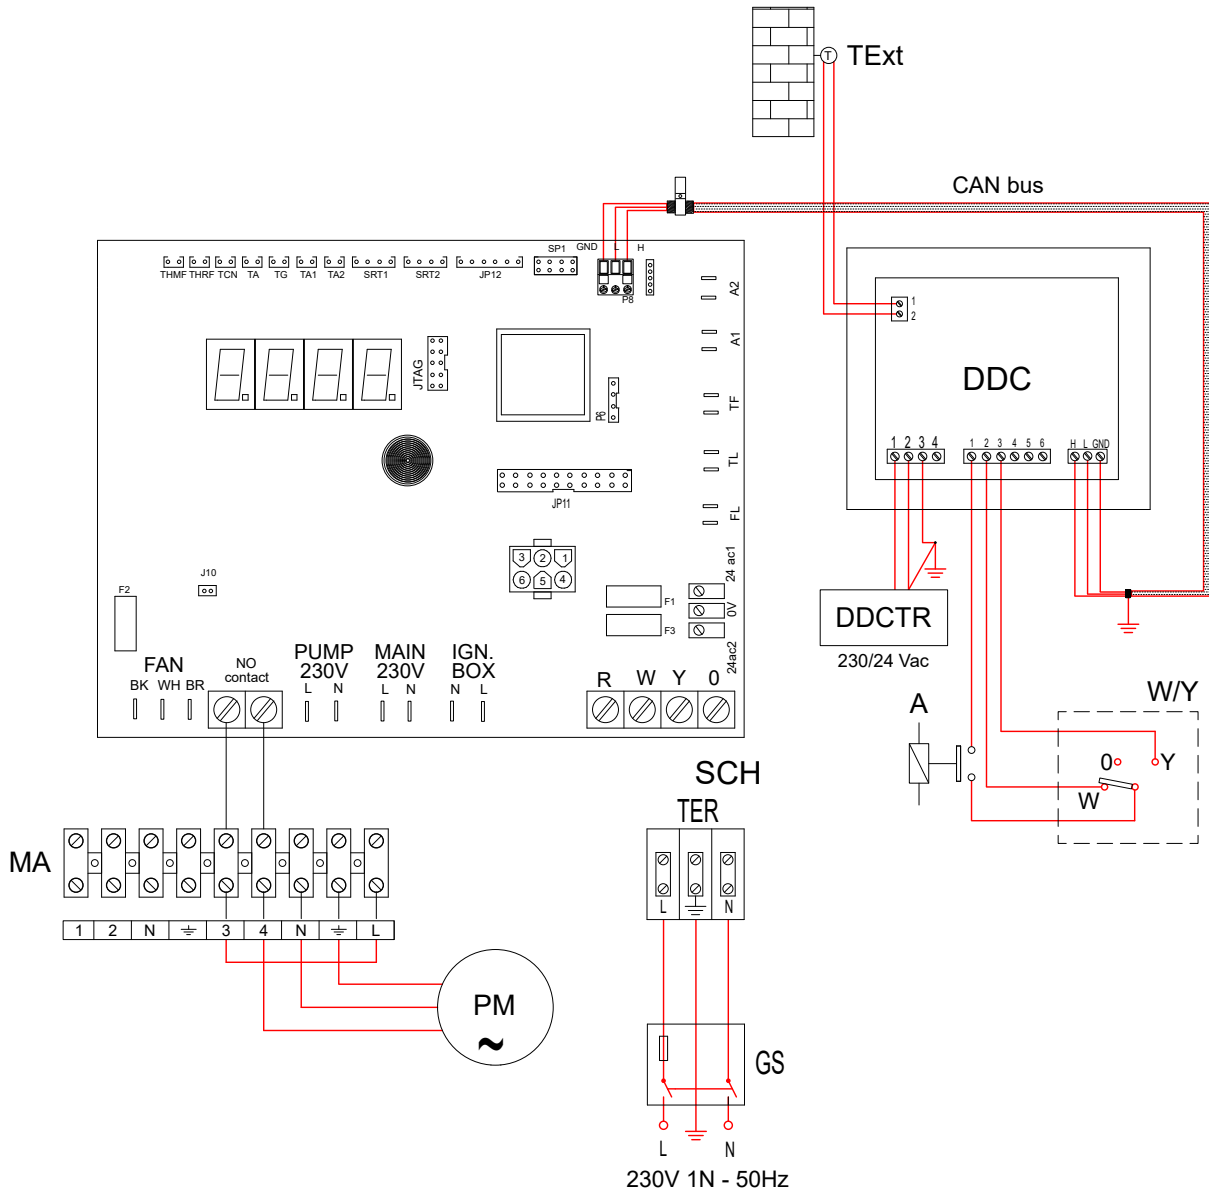 T TExt
CAN bus
GND L H
SP1
THMF THRF TCN TA TG TA1 TA2 SRT1 SRT2 JP12
P8
A2
A1
TF
TL
FL
JTAG
P6
JP11
3 2 1
6 5 4
1
2
DDC
1 2 3 4
1 2 3 4 5 6
H L GND
DDCTR
230/24 Vac
J10
F2
F1
F3
24 ac1
0V
24ac2
FAN
BK WH BR
NO
contact
PUMP
230V
L N
MAIN
230V
L N
IGN.
BOX
N L
R W Y 0
A
W/Y
0 Y
W
SCH
TER
L N
MA
1 2 N 3 4 N L
PM
~
GS
L N
230V 1N - 50Hz